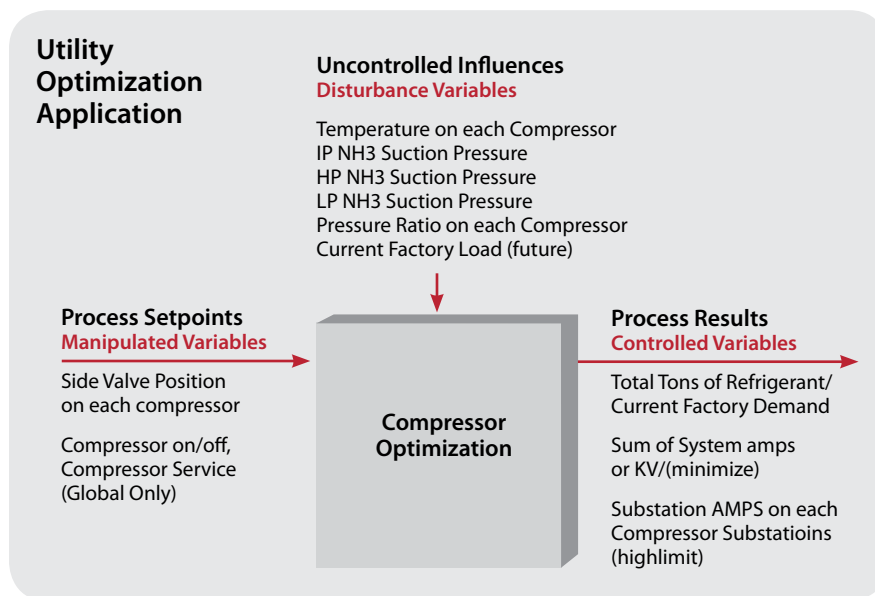 Utility
Optimization
Application
Uncontrolled Influences
Disturbance Variables
Temperature on each Compressor
IP NH3 Suction Pressure
HP NH3 Suction Pressure
LP NH3 Suction Pressure
Pressure Ratio on each Compressor
Current Factory Load (future)
Process Setpoints
Manipulated Variables
Side Valve Position
on each compressor
Compressor on/off,
Compressor Service
(Global Only)
Compressor
Optimization
Process Results
Controlled Variables
Total Tons of Refrigerant/
Current Factory Demand
Sum of System amps
or KV/(minimize)
Substation AMPS on each
Compressor Substatioins
(highlimit)